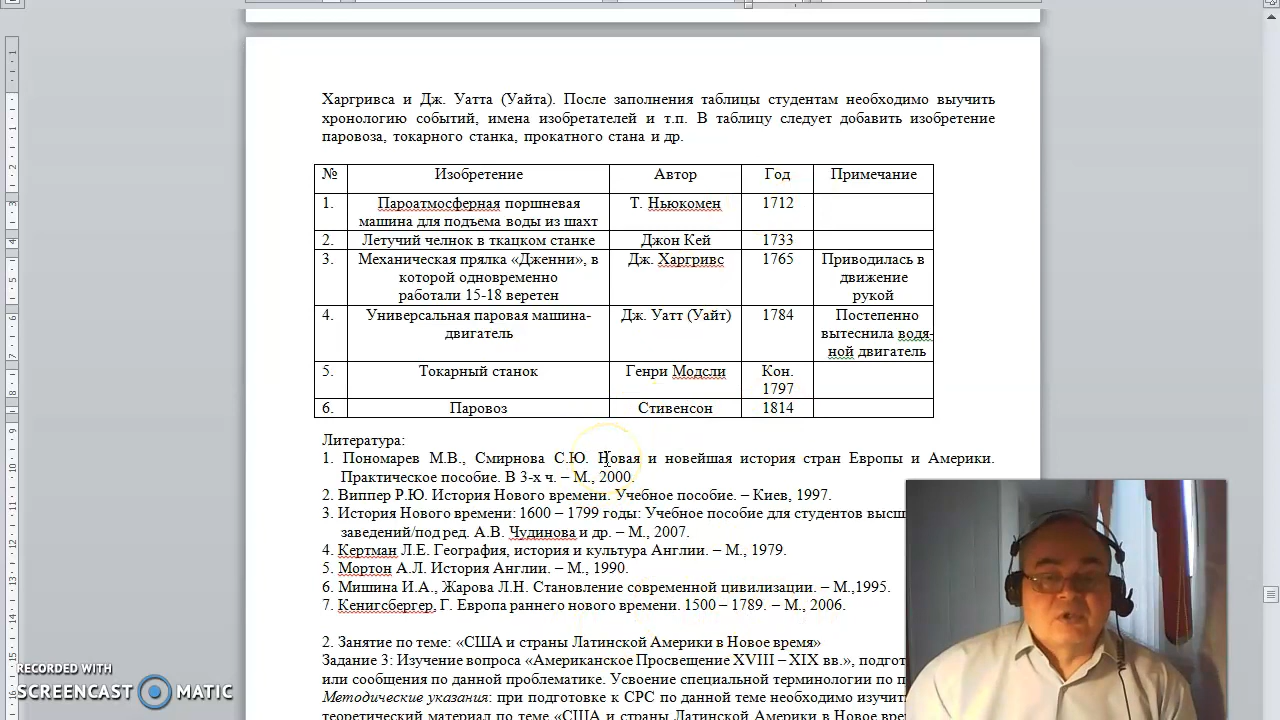 Харгривса и Дж. Уатта (Уайта). После заполнения таблицы студентам необходимо выучить
хронологию событий, имена изобретателей и т.п. В таблицу следует добавить изобретение
паровоза, токарного станка, прокатного стана и др.
№ Изобретение Автор Год Примечание
1. Пароатмосферная поршневая машина для подъема воды из шахт Т. Ньюкомен 1712
2. Летучий челнок в ткацком станке Джон Кей 1733
3. Механическая прялка «Дженни», в которой одновременно работали 15-18 веретен Дж. Харгривс 1765 Приводилась в движение рукой
4. Универсальная паровая машина-двигатель Дж. Уатт (Уайт) 1784 Постепенно вытеснила водя-ной двигатель
5. Токарный станок Генри Модсли Кон. 1797
6. Паровоз Стивенсон 1814
Литература:
1. Пономарев М.В., Смирнова С.Ю. Новая и новейшая история стран Европы и Америки.
Практическое пособие. В 3-х ч. – М., 2000.
2. Виппер Р.Ю. История Нового времени. Учебное пособие. – Киев, 1997.
3. История Нового времени: 1600 – 1799 годы: Учебное пособие для студентов высш
заведений/под ред. А.В. Чудинова и др. – М., 2007.
4. Кертман Л.Е. География, история и культура Англии. – М., 1979.
5. Мортон А.Л. История Англии. – М., 1990.
6. Мишина И.А., Жарова Л.Н. Становление современной цивилизации. – М.,1995.
7. Кенигсбергер, Г. Европа раннего нового времени. 1500 – 1789. – М., 2006.
2. Занятие по теме: «США и страны Латинской Америки в Новое время»
Задание 3: Изучение вопроса «Американское Просвещение XVIII – XIX вв.», подгот
или сообщения по данной проблематике. Усвоение специальной терминологии по п
Методические указания: при подготовке к СРС по данной теме необходимо изучит
теоретический материал по теме «США и страны Латинской Америки в Новое вре
RECORDED WITH
SCREENCAST MATIC